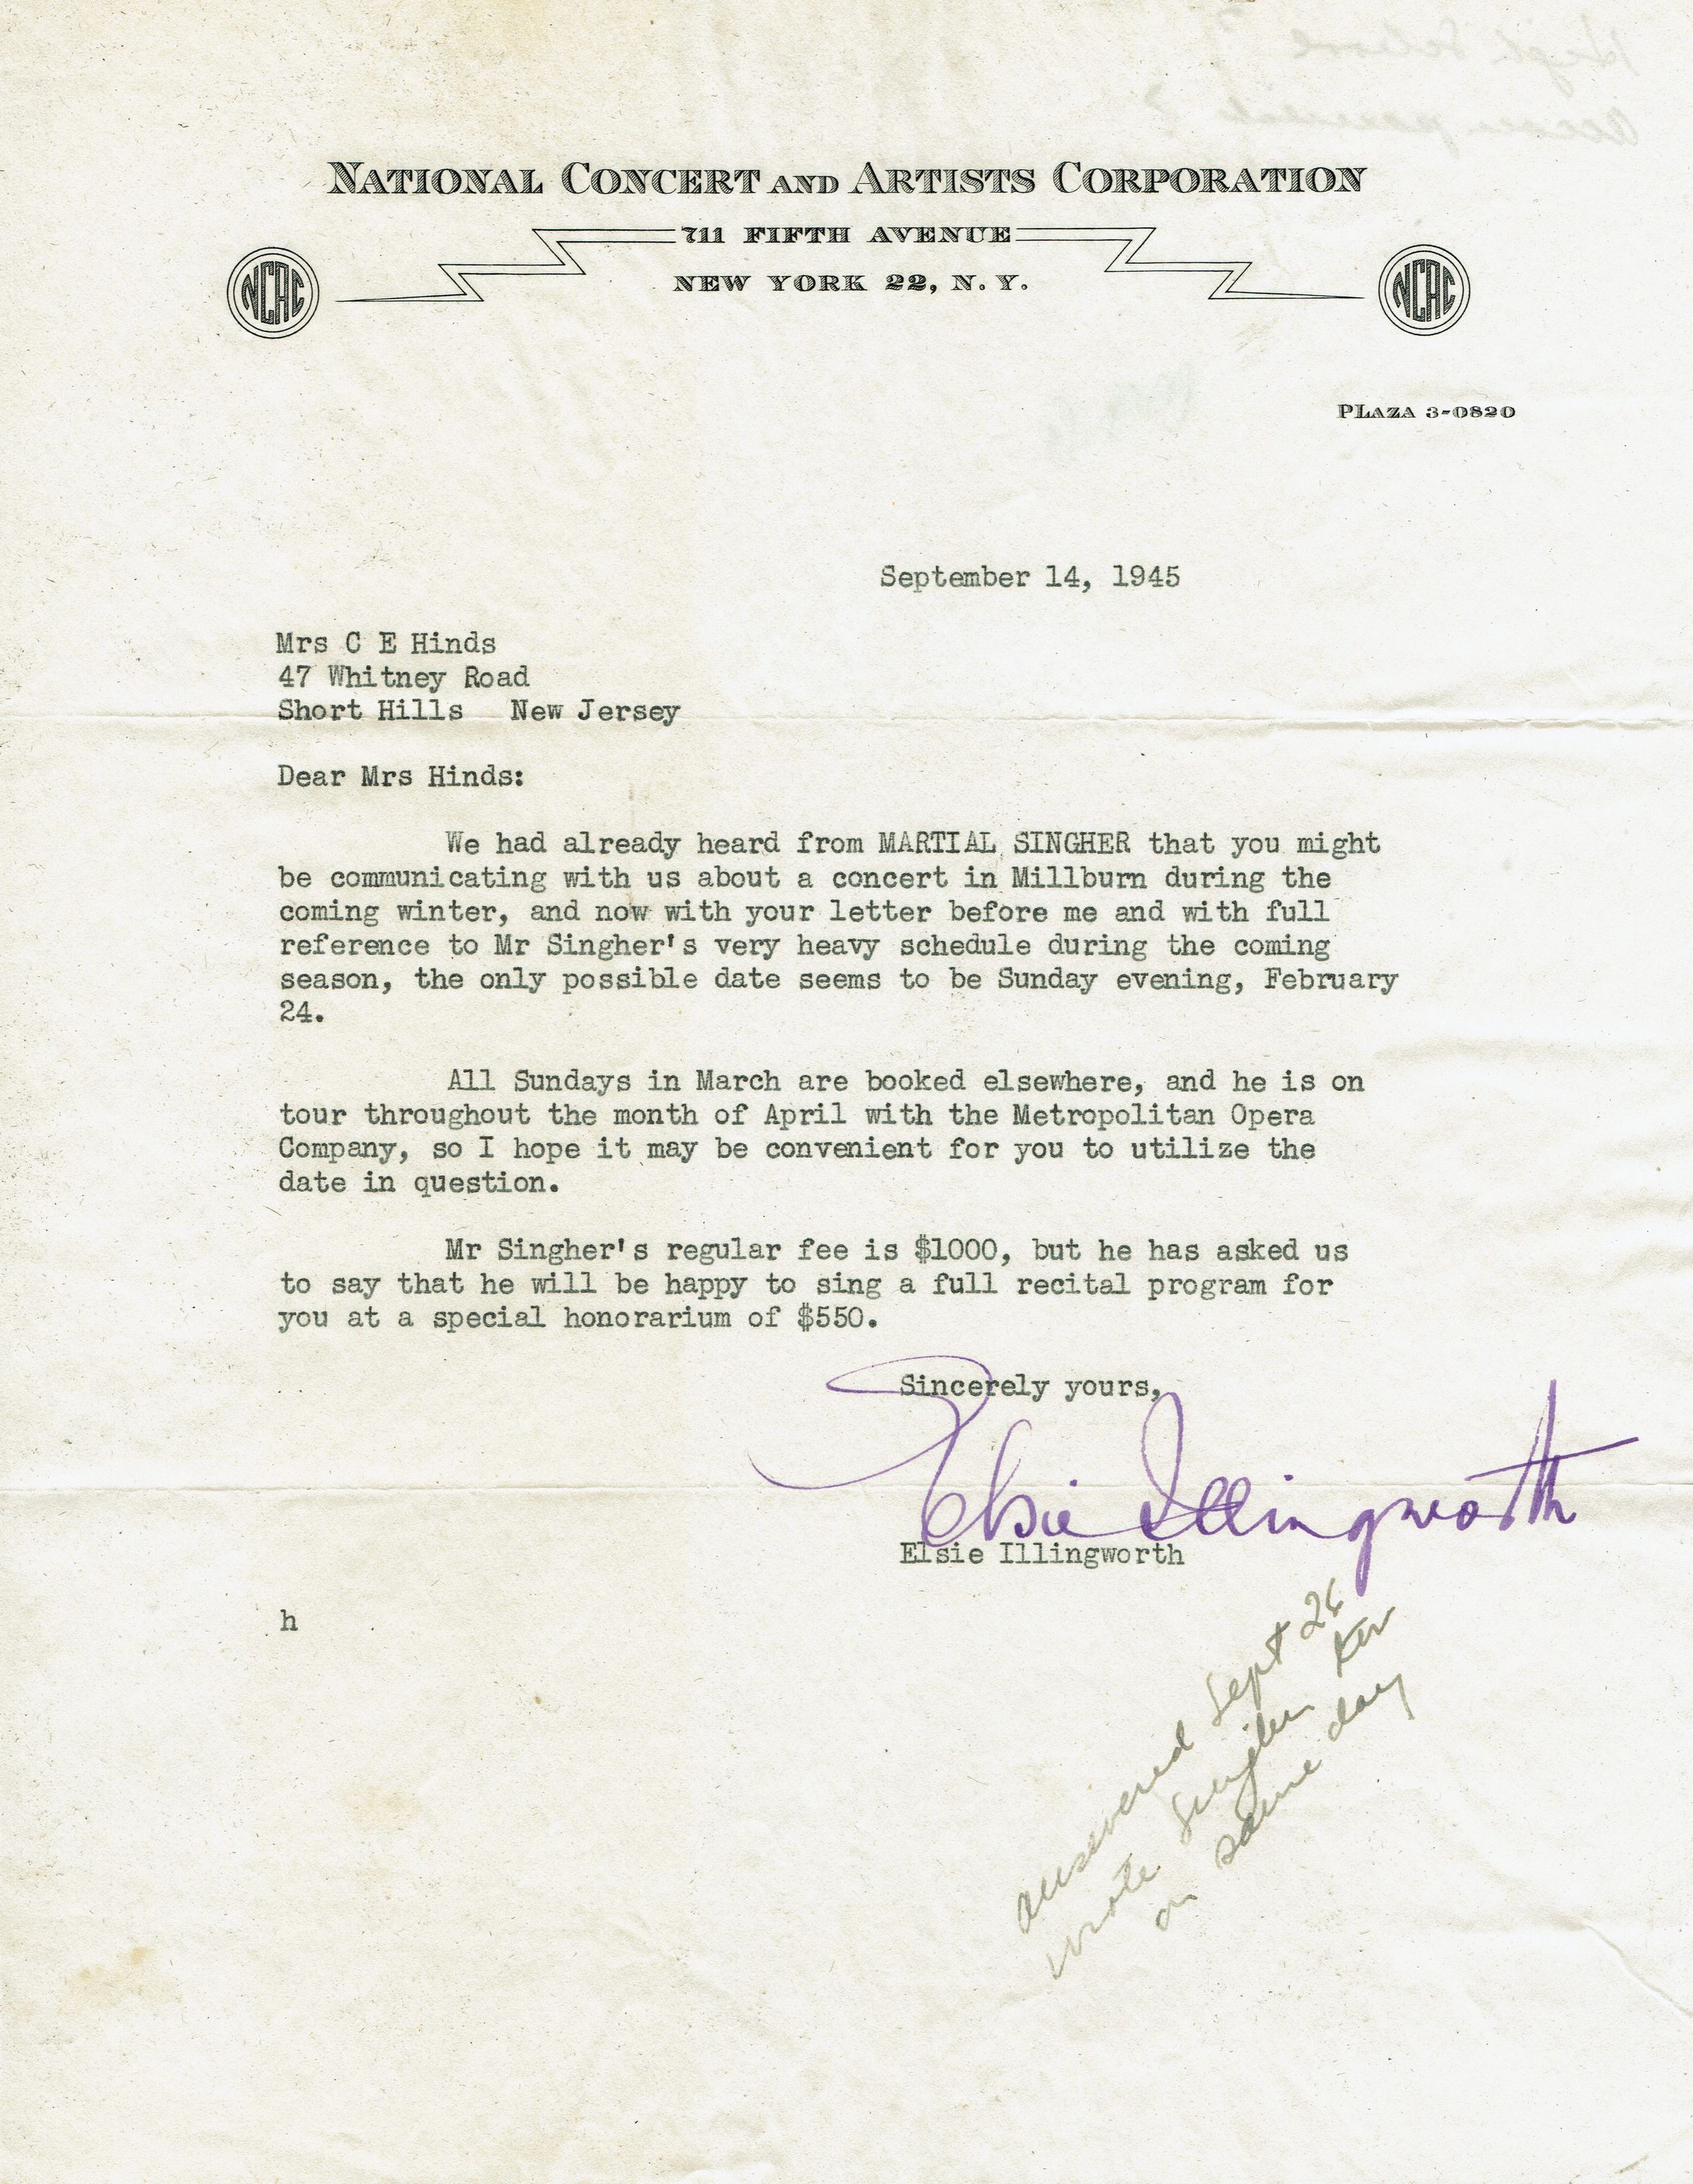 NATIONAL CONCERT AND ARTISTS CORPORATION
711 FIFTH AVENUE
NEW YORK 22, N. Y.
NCAC
NCAC
PLAZA 3-0820
September 14, 1945
Mrs C E Hinds
47 Whitney Road
Short Hills New Jersey
Dear Mrs Hinds:
We had already heard from MARTIAL SINGHER that you might
be communicating with us about a concert in Millburn during the
coming winter, and now with your letter before me and with full
reference to Mr Singher's very heavy schedule during the coming
season, the only possible date seems to be Sunday evening, February
24.
All Sundays in March are booked elsewhere, and he is on
tour throughout the month of April with the Metropolitan Opera
Company, so I hope it may be convenient for you to utilize the
date in question.
Mr Singher's regular fee is $1000, but he has asked us
to say that he will be happy to sing a full recital program for
you at a special honorarium of $550.
Sincerely yours,
Elsie Illingworth
Elsie Illingworth
h
answered Sept 26
wrote Singher
on same day